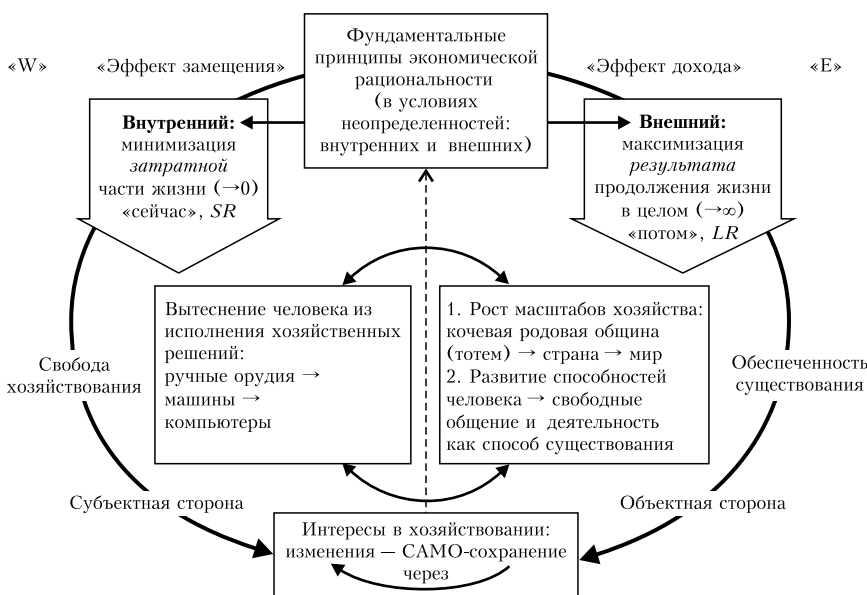 Фундаментальные
принципы экономической
рациональности
(в условиях
неопределенностей:
внутренних и внешних)
«W»
«Эффект замещения»
«Эффект дохода»
«E»
Внутренний:
минимизация
затратной
части жизни (→0)
«сейчас», SR
Внешний:
максимизация
результата
продолжения жизни
в целом (→∞)
«потом», LR
Вытеснение человека из
исполнения хозяйственных
решений:
ручные орудия →
машины →
компьютеры
1. Рост масштабов хозяйства:
кочевая родовая община
(тотем) → страна → мир
2. Развитие способностей
человека → свободные
общение и деятельность
как способ существования
Свобода
хозяйствования
Обеспеченность
существования
Субъектная сторона
Объектная сторона
Интересы в хозяйствовании:
изменения — САМО-сохранение
через